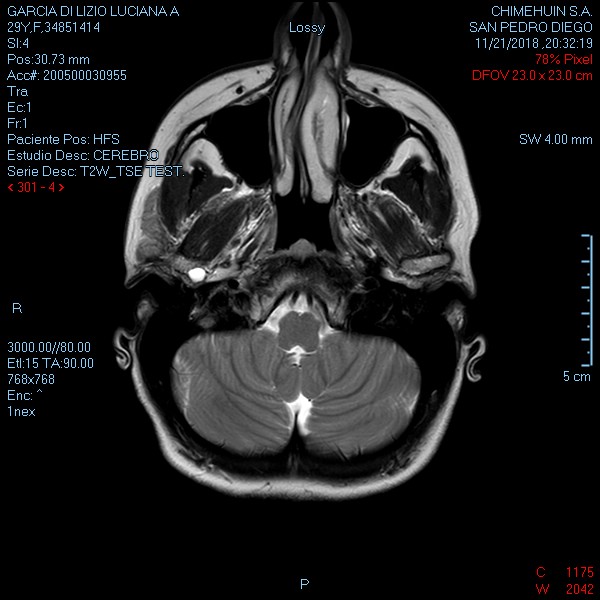 GARCIA DI LIZIO LUCIANA A
29Y,F,34851414
Sl:4
Pos:30.73 mm
Acc#: 200500030955
Tra
Ec:1
Fr:1
Paciente Pos: HFS
Estudio Desc: CEREBRO
Serie Desc: T2W_TSE TEST.
< 301 - 4 >
Lossy
CHIMEHUIN S.A.
SAN PEDRO DIEGO
11/21/2018 ,20:32:19
78% Pixel
DFOV 23.0 x 23.0 cm
SW 4.00 mm
R
3000.00//80.00
Etl:15 TA:90.00
768x768
Enc: ^
1nex
5 cm
P
C 1175
W 2042